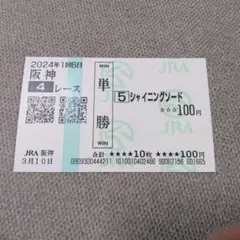 2024年1回6日
JRA
阪神
4レース
WIN
単勝
WIN
5 シャイニングソード
☆☆☆100円
JRA 阪神
3月10日
合計 ★★★★10枚 ★★★★100円